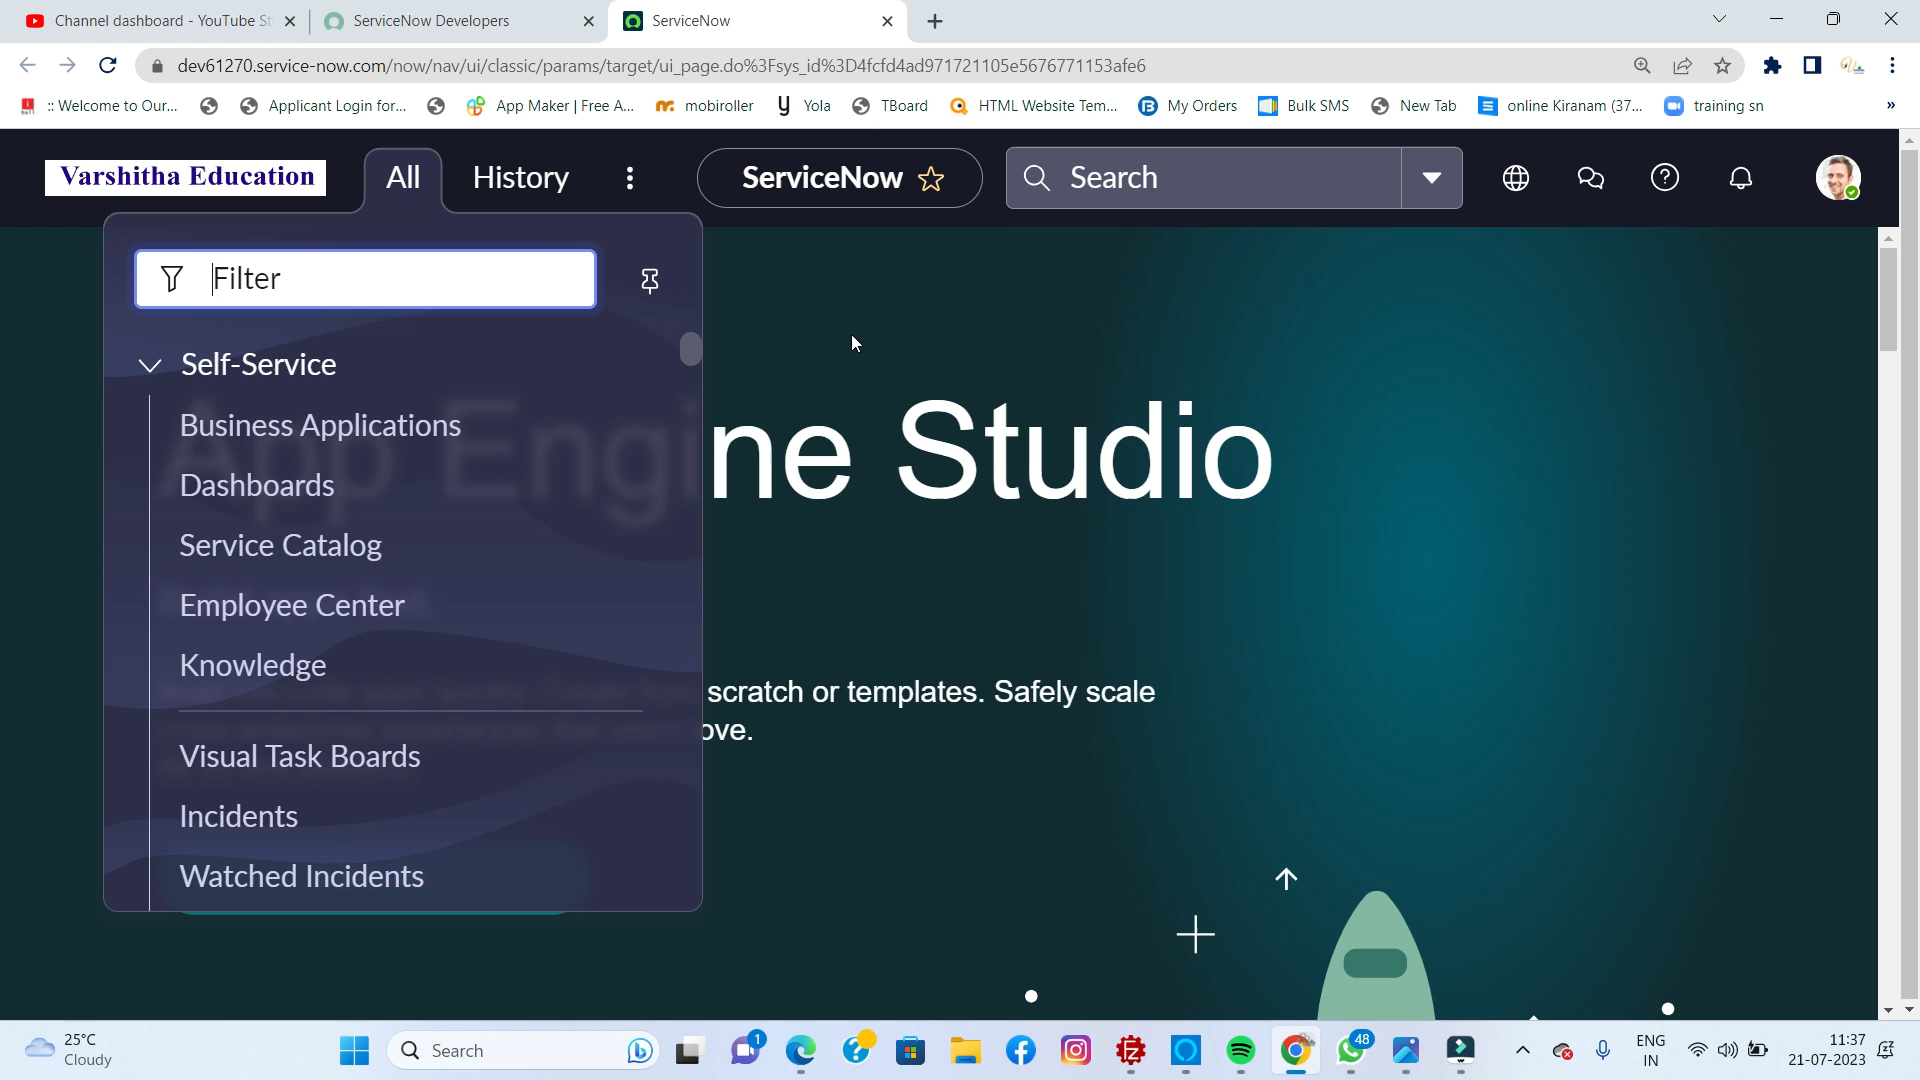 Channel dashboard - YouTube St
ServiceNow Developers
ServiceNow
dev61270.service-now.com/now/nav/ui/classic/params/target/ui_page.do%3Fsys_id%3D4fcfd4ad971721105e5676771153afe6
:: Welcome to Our...
Applicant Login for...
App Maker | Free A...
mobiroller
Yola
TBoard
HTML Website Tem...
My Orders
Bulk SMS
New Tab
online Kiranam (37...
training sn
»
Varshitha Education
All
History
ServiceNow
Search
Filter
Self-Service
Business Applications
App Engine Studio
Dashboards
Service Catalog
Employee Center
Knowledge
scratch or templates. Safely scale
ove.
Visual Task Boards
Incidents
Watched Incidents
25°C
Cloudy
Search
1
48
ENG
IN
11:37
21-07-2023